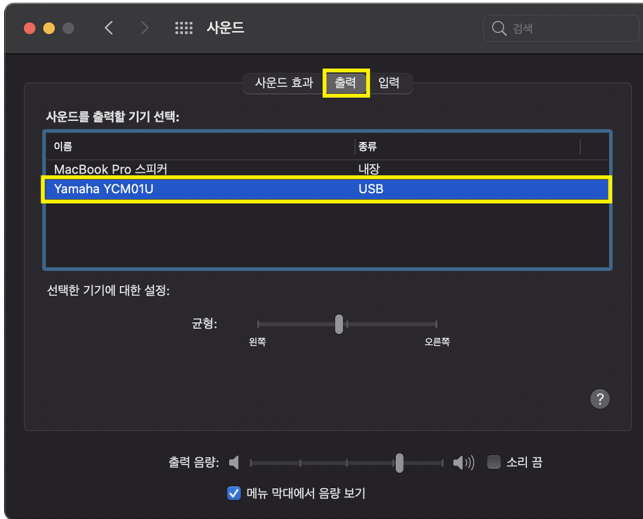 사운드
검색
사운드 효과 출력 입력
사운드를 출력할 기기 선택:
이름 종류
MacBook Pro 스피커 내장
Yamaha YCM01U USB
선택한 기기에 대한 설정:
균형:
왼쪽 오른쪽
?
출력 음량: 소리 끔
메뉴 막대에서 음량 보기